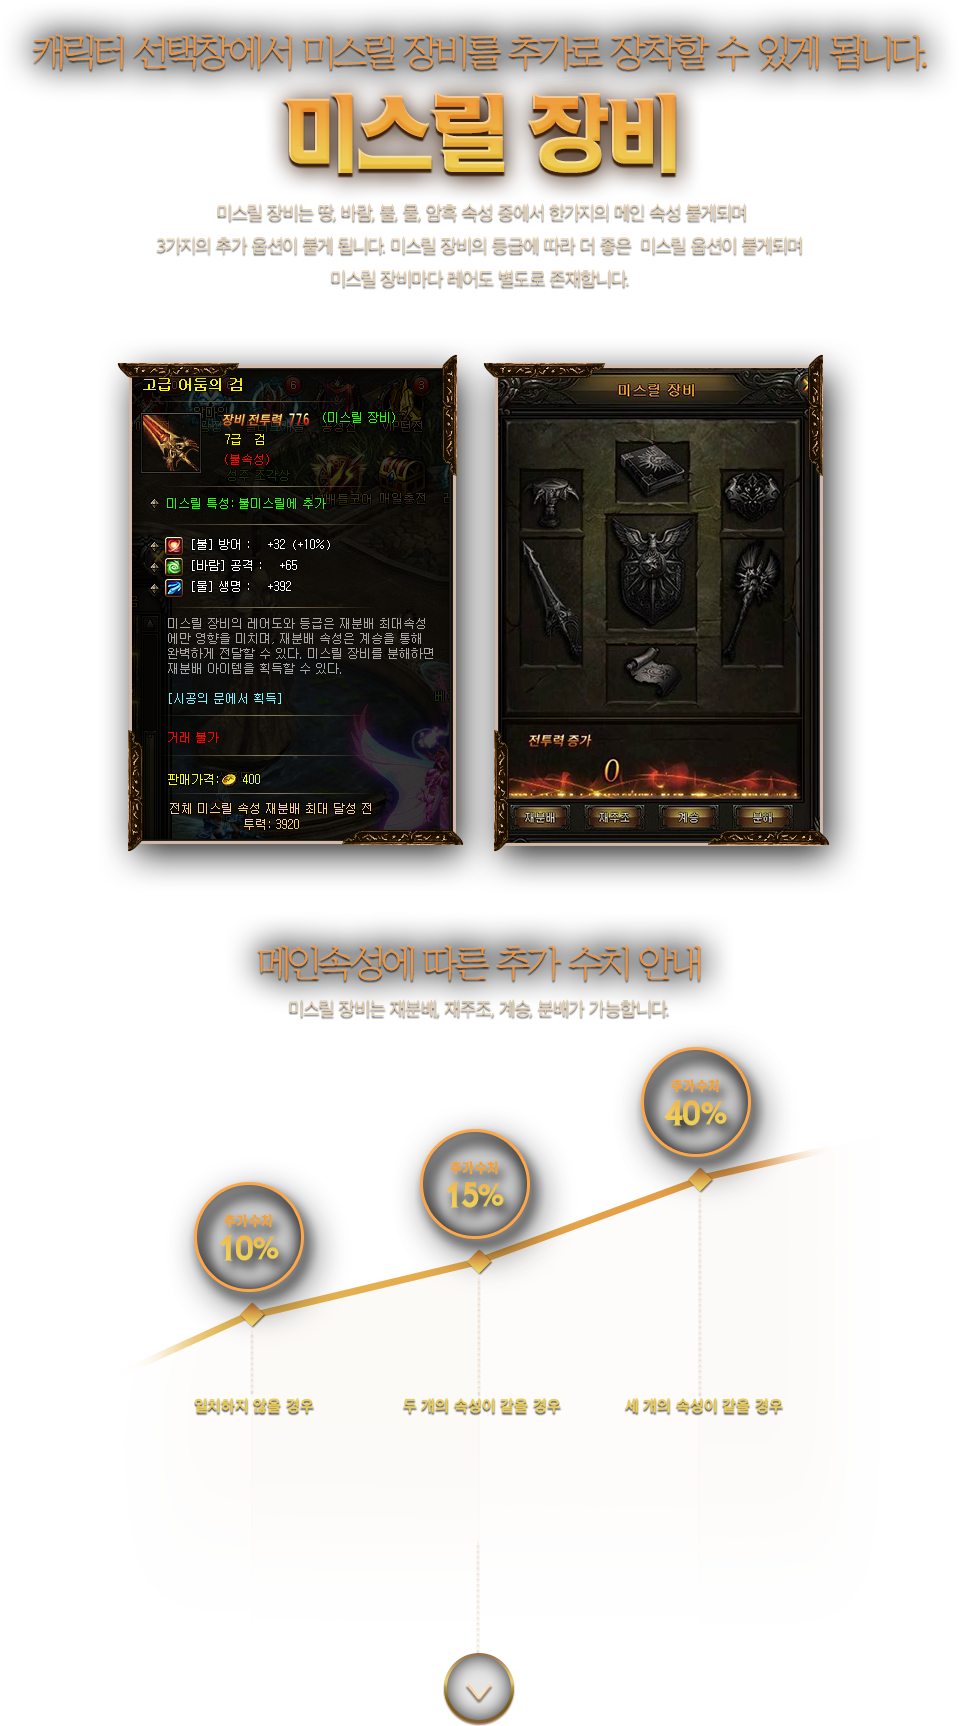 캐릭터 선택창에서 미스릴 장비를 추가로 장착할 수 있게 됩니다.
미스릴 장비
미스릴 장비는 땅, 바람, 불, 물, 암흑 속성 중에서 한가지의 메인 속성 붙게되며
3가지의 추가 옵션이 붙게 됩니다. 미스릴 장비의 등급에 따라 더 좋은 미스릴 옵션이 붙게되며
미스릴 장비마다 레어도 별도로 존재합니다.
고급 어둠의 검
장비 전투력 776 (미스릴 장비)
7급 검
(불속성)
미스릴 특성: 불미스릴에 추가
[불] 방어 : +32 (+10%)
[바람] 공격 : +65
[물] 생명 : +392
미스릴 장비의 레어도와 등급은 재분배 최대속성
에만 영향을 미치며, 재분배 속성은 계승을 통해
완벽하게 전달할 수 있다. 미스릴 장비를 분해하면
재분배 아이템을 획득할 수 있다.
[시공의 문에서 획득]
거래 불가
판매가격: 400
전체 미스릴 속성 재분배 최대 달성 전
투력: 3920
미스릴 장비
전투력 증가
0
재분배 재주조 계승 분해
메인속성에 따른 추가 수치 안내
미스릴 장비는 재분배, 재주조, 계승, 분배가 가능합니다.
추가수치
40%
추가수치
15%
추가수치
10%
일치하지 않을 경우 두 개의 속성이 같을 경우 세 개의 속성이 같을 경우